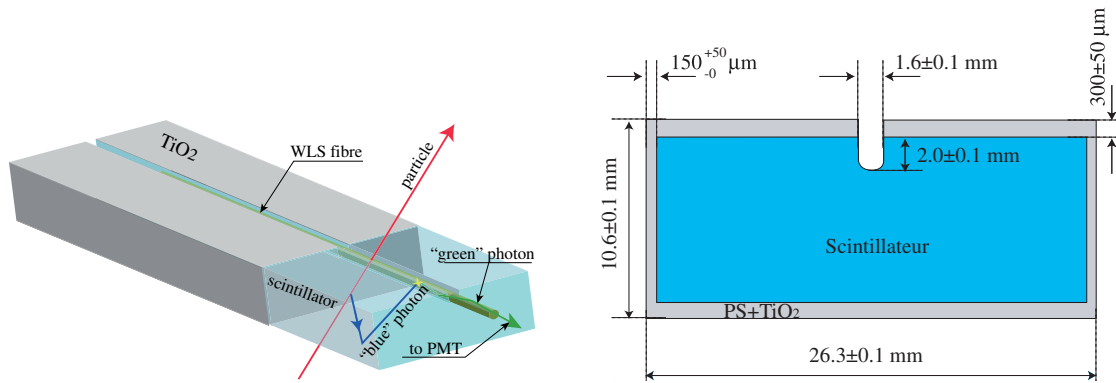 TiO2
WLS fibre
particle
"green" photon
scintillator
"blue" photon
to PMT
150 +50 -0 μm
1.6±0.1 mm
300±50 μm
2.0±0.1 mm
10.6±0.1 mm
Scintillateur
PS+TiO2
26.3±0.1 mm